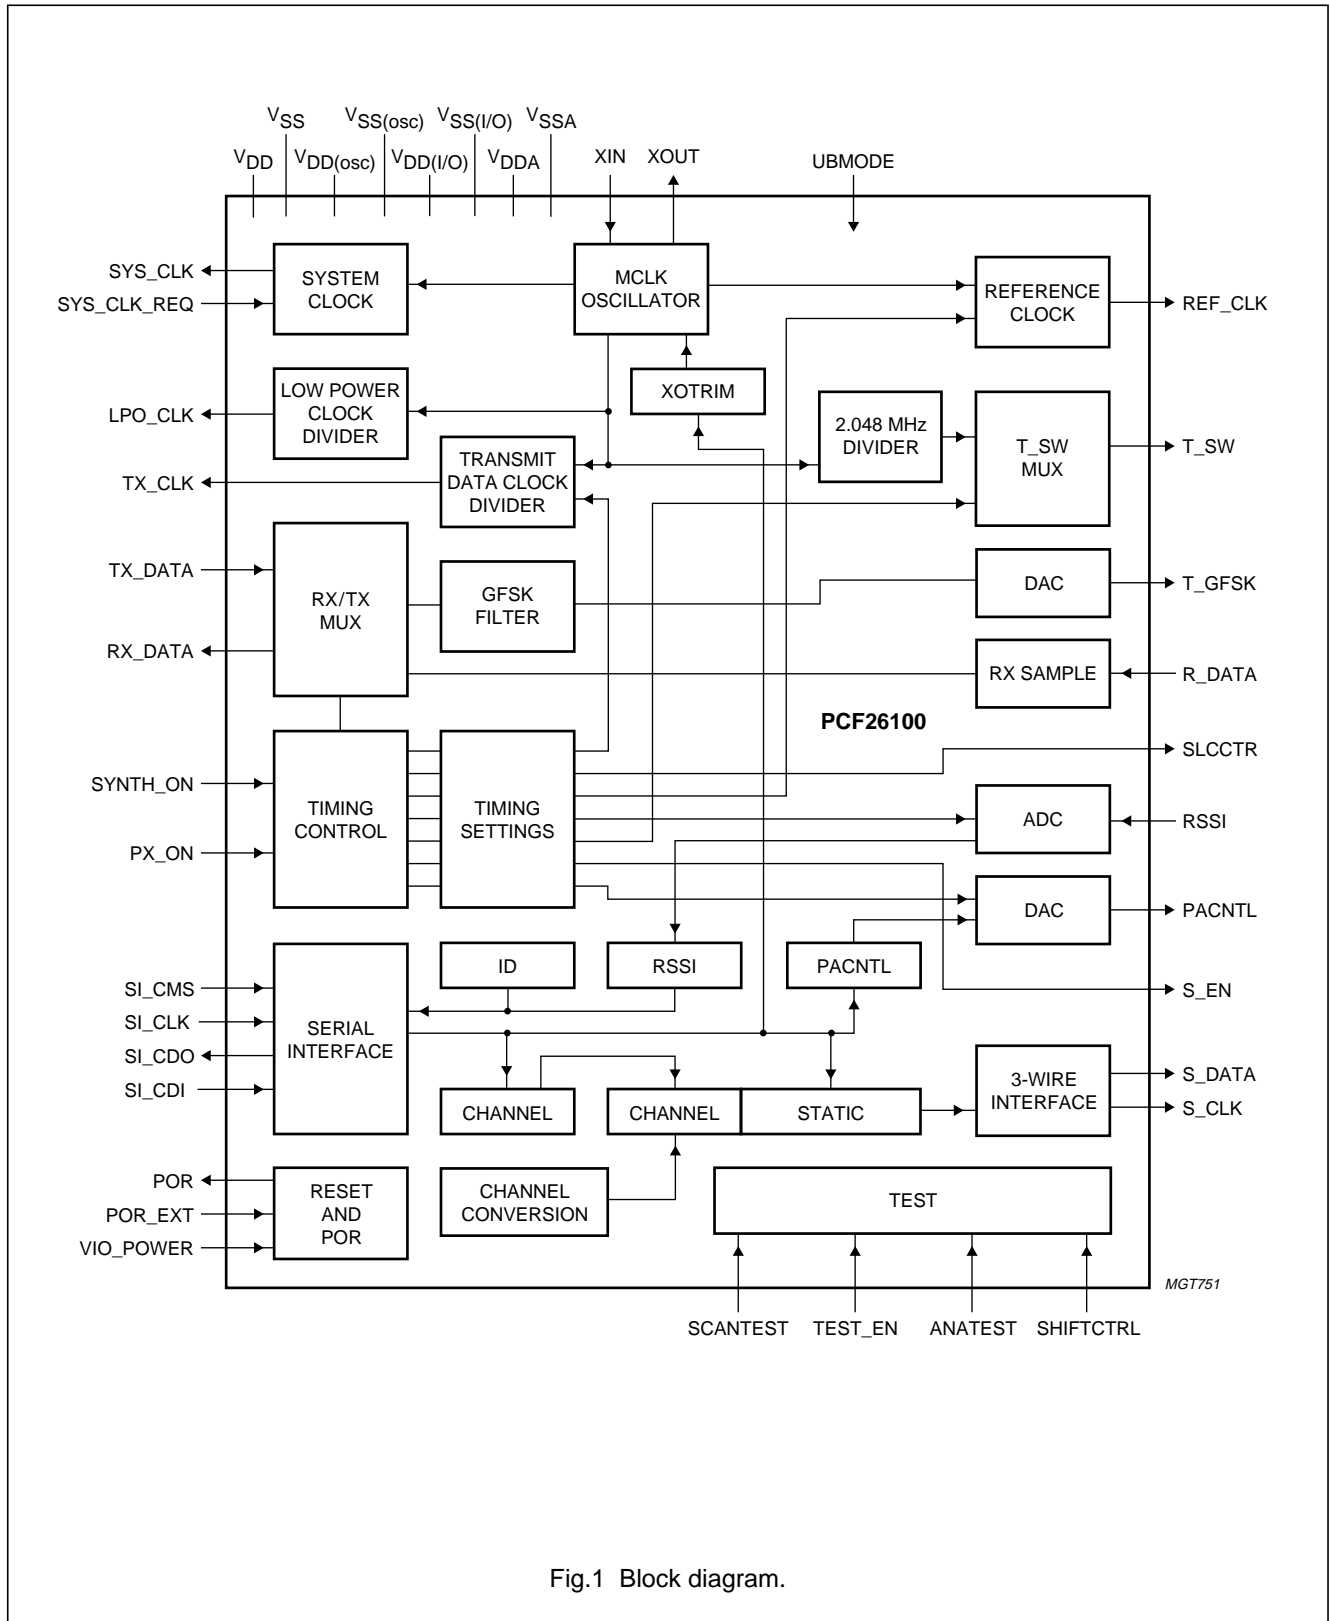 VSS VSS(osc) VSS(I/O) VSSA
VDD VDD(osc) VDD(I/O) VDDA XIN XOUT UBMODE
SYS_CLK
SYS_CLK_REQ
SYSTEM
CLOCK
MCLK
OSCILLATOR
REFERENCE
CLOCK
REF_CLK
LPO_CLK
LOW POWER
CLOCK
DIVIDER
XOTRIM
2.048 MHz
DIVIDER
T_SW
MUX
T_SW
TX_CLK
TRANSMIT
DATA CLOCK
DIVIDER
TX_DATA
RX_DATA
RX/TX
MUX
GFSK
FILTER
DAC
T_GFSK
RX SAMPLE
R_DATA
PCF26100
SLCCTR
SYNTH_ON
PX_ON
TIMING
CONTROL
TIMING
SETTINGS
ADC
RSSI
DAC
PACNTL
ID
RSSI
PACNTL
S_EN
SI_CMS
SI_CLK
SI_CDO
SI_CDI
SERIAL
INTERFACE
CHANNEL
CHANNEL
STATIC
3-WIRE
INTERFACE
S_DATA
S_CLK
POR
POR_EXT
VIO_POWER
RESET
AND
POR
CHANNEL
CONVERSION
TEST
MGT751
SCANTEST TEST_EN ANATEST SHIFTCTRL
Fig.1 Block diagram.